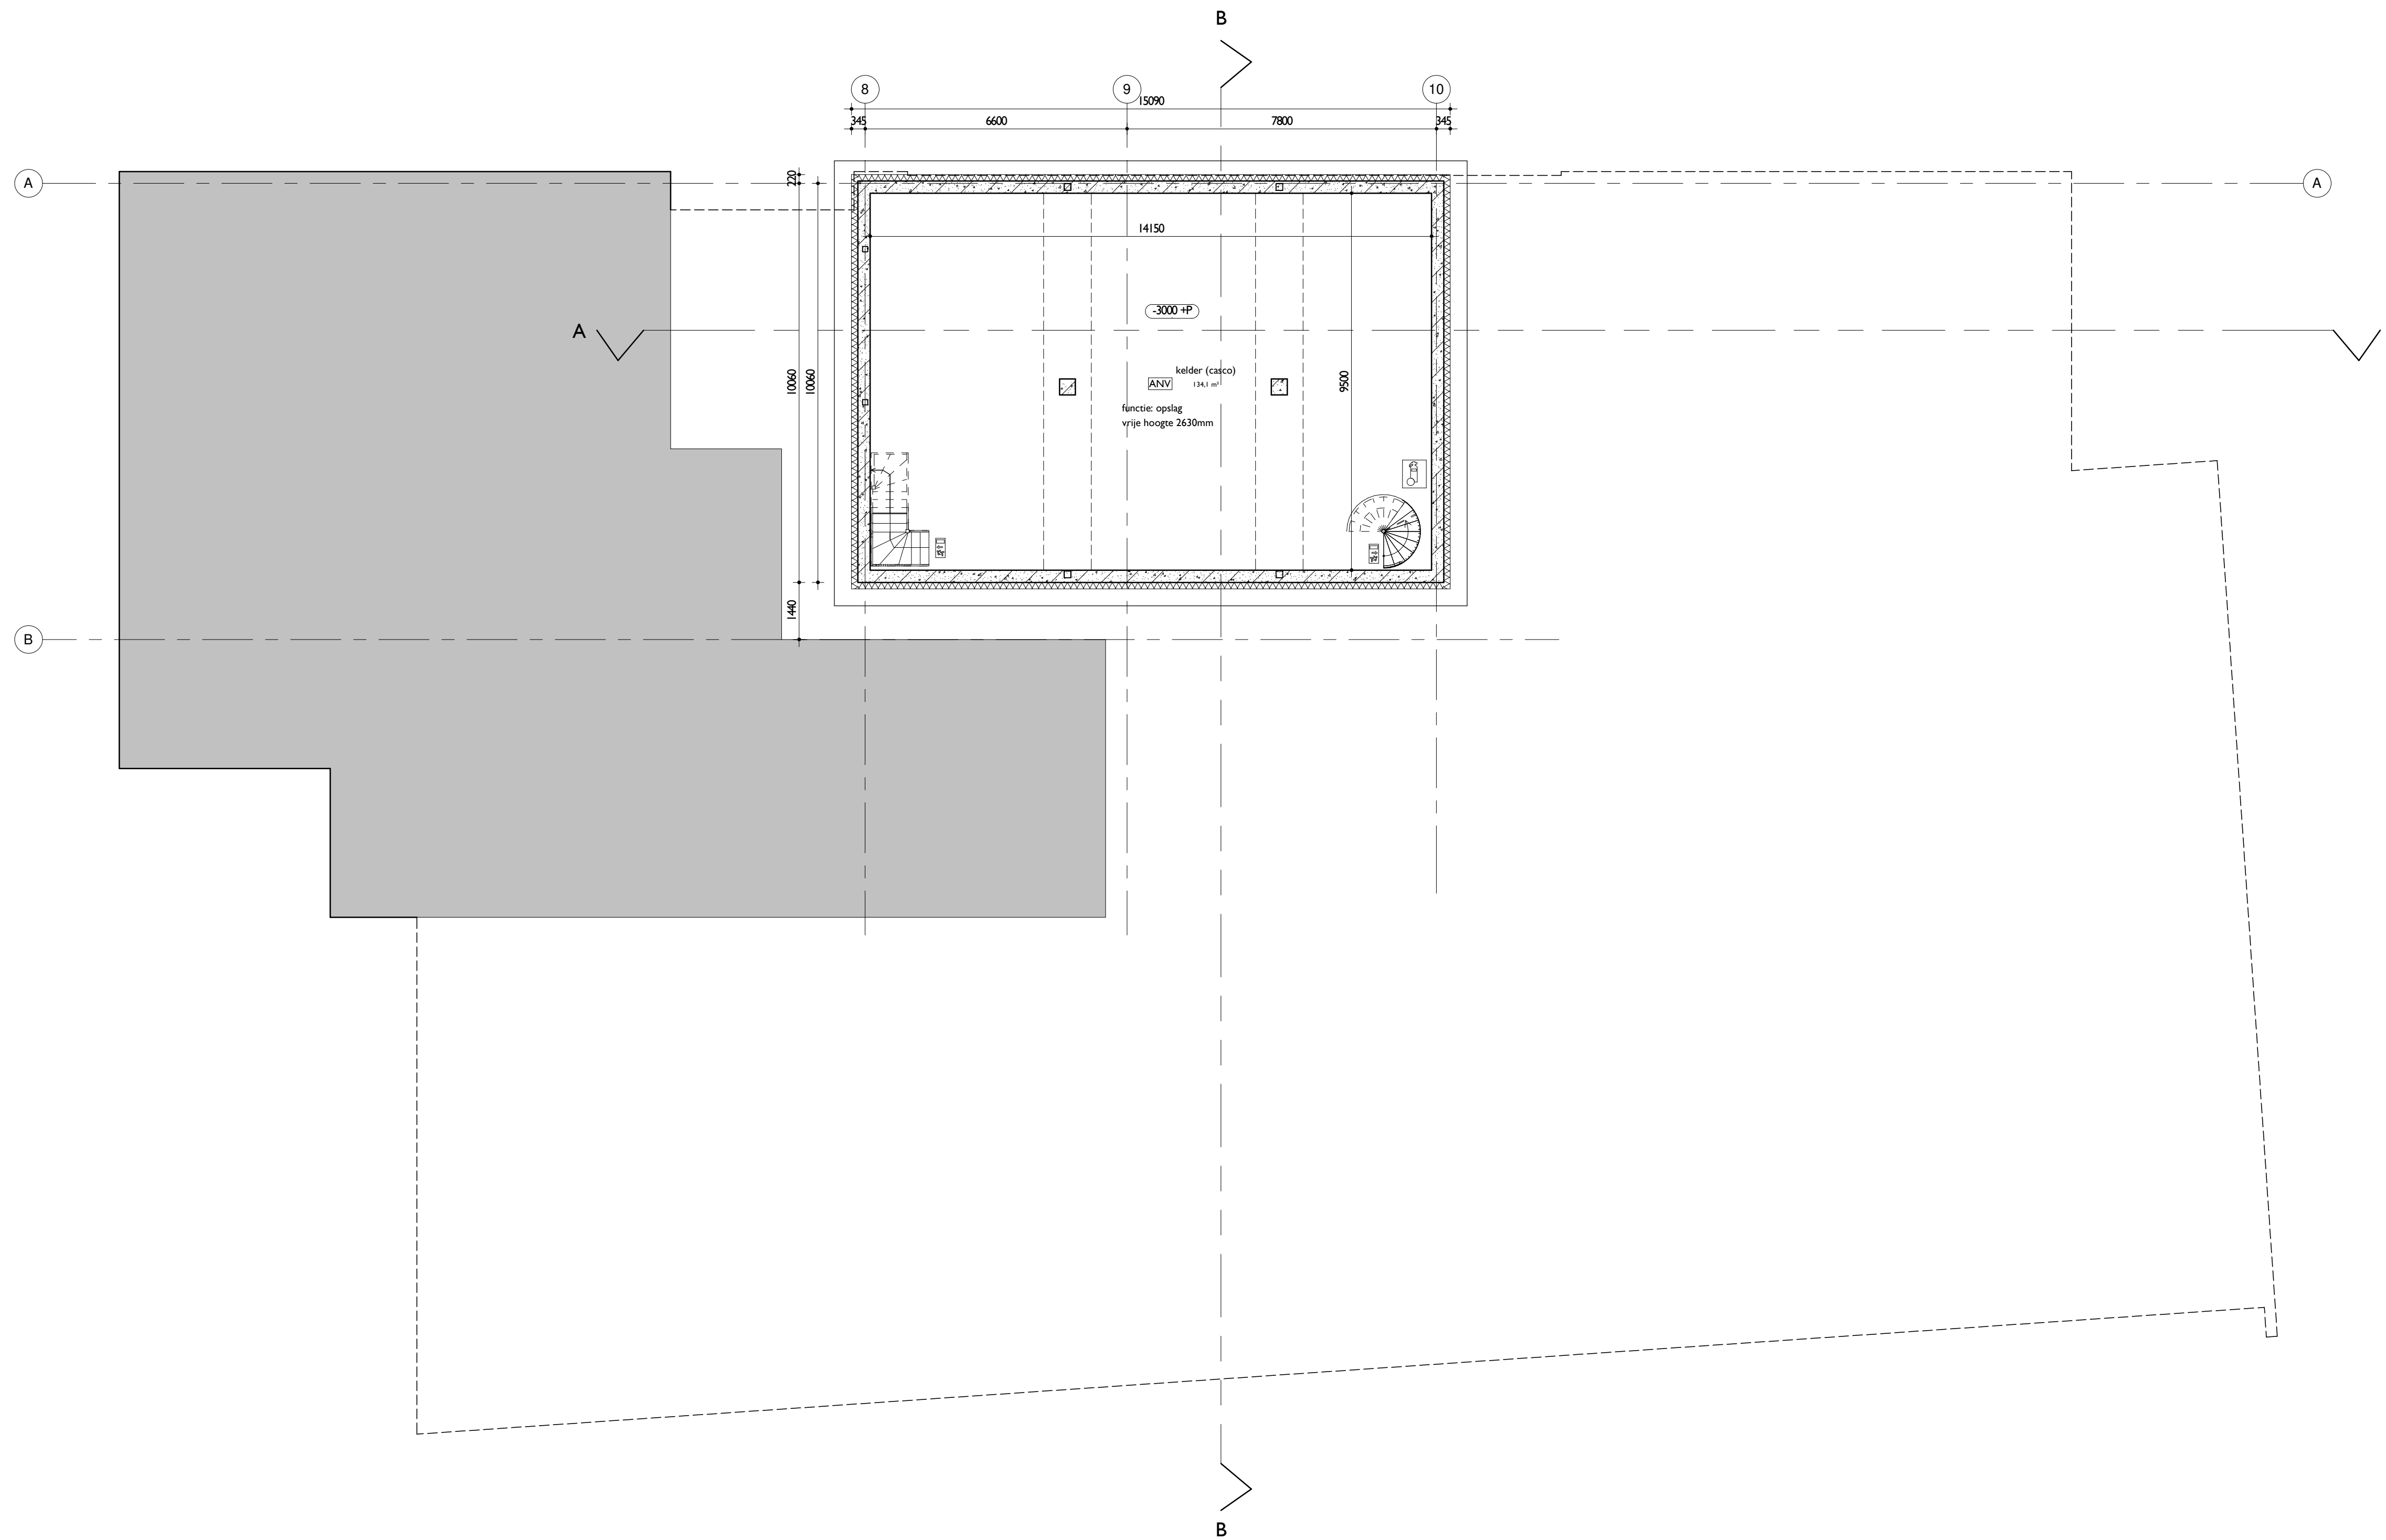 B
8
9
10
15090
345
6600
7800
345
A
220
A
14150
-3000 +P
A
10060
10060
9500
kelder (casco)
ANV
134,1 m²
functie: opslag
vrije hoogte 2630mm
1440
B
B